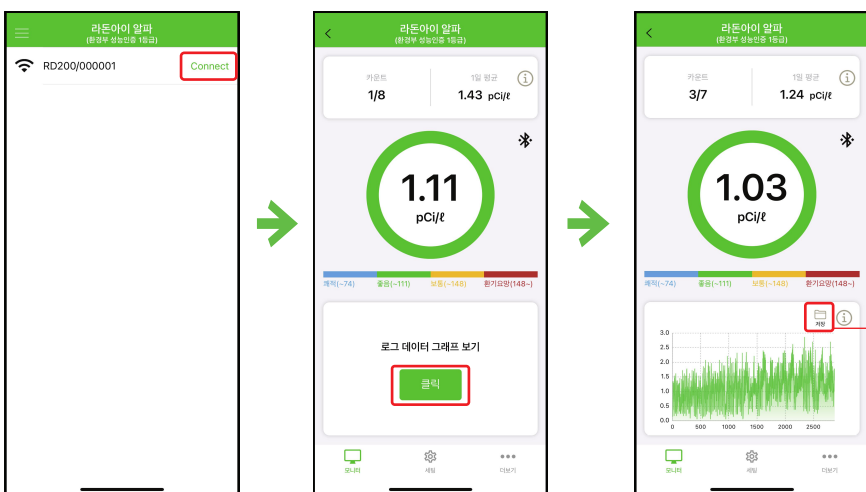 라돈아이 알파
(환경부 성능인증 1등급)
RD200/000001
Connect
라돈아이 알파
(환경부 성능인증 1등급)
카운트
1일 평균
1/8
1.43 pCi/ℓ
1.11
pCi/ℓ
쾌적(~74)
좋음(~111)
보통(~148)
환기요망(148~)
로그 데이터 그래프 보기
클릭
모니터
세팅
더보기
라돈아이 알파
(환경부 성능인증 1등급)
카운트
1일 평균
3/7
1.24 pCi/ℓ
1.03
pCi/ℓ
쾌적(~74)
좋음(~111)
보통(~148)
환기요망(148~)
저장
3.0
2.5
2.0
1.5
1.0
0.5
0.0
0
500
1000
1500
2000
2500
모니터
세팅
더보기